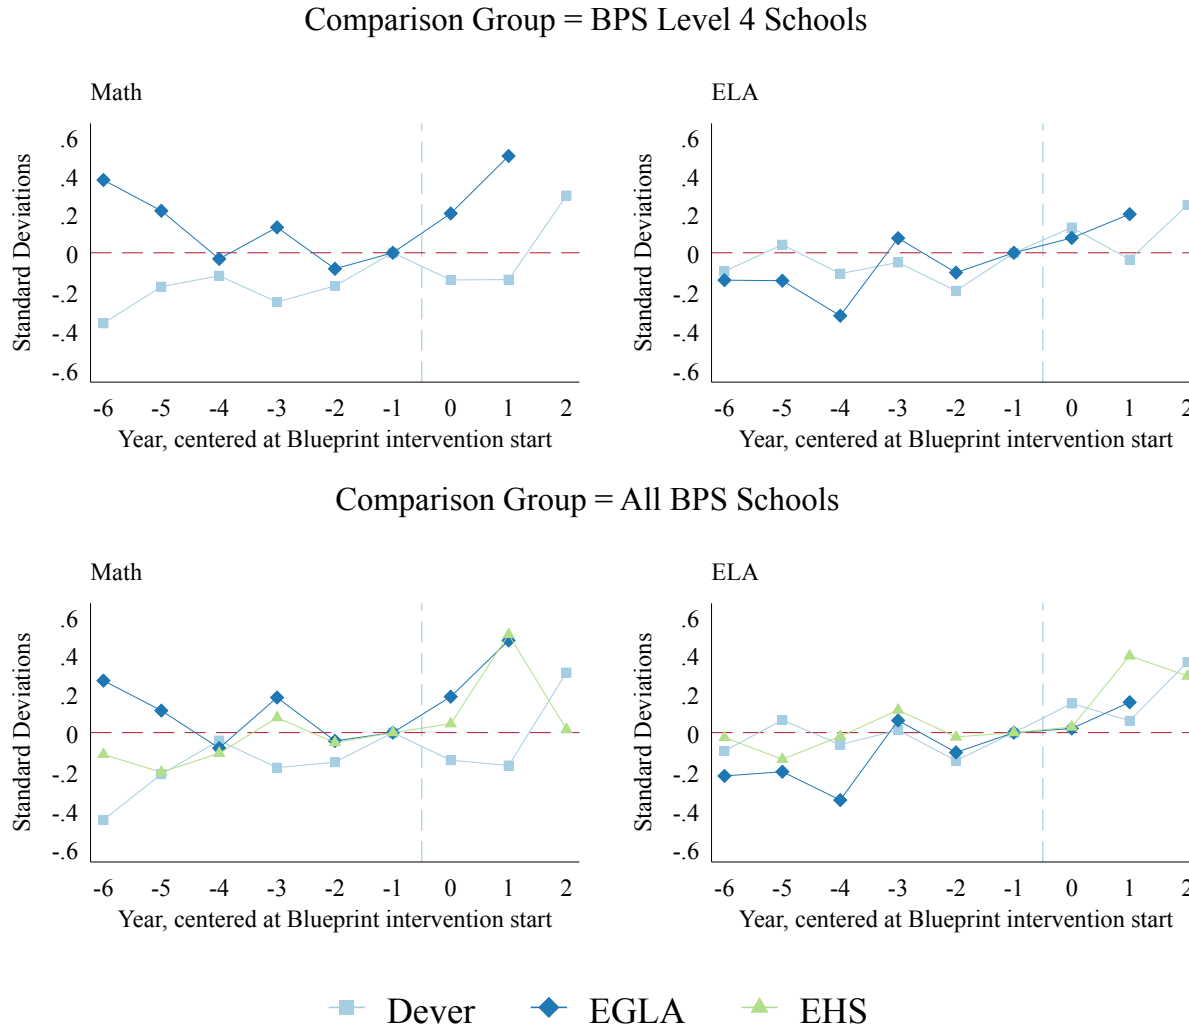 Comparison Group = BPS Level 4 Schools
Math
ELA
Standard Deviations
.6
.4
.2
0
-.2
-.4
-.6
-6 -5 -4 -3 -2 -1 0 1 2
Year, centered at Blueprint intervention start
Standard Deviations
.6
.4
.2
0
-.2
-.4
-.6
-6 -5 -4 -3 -2 -1 0 1 2
Year, centered at Blueprint intervention start
Comparison Group = All BPS Schools
Math
ELA
Standard Deviations
.6
.4
.2
0
-.2
-.4
-.6
-6 -5 -4 -3 -2 -1 0 1 2
Year, centered at Blueprint intervention start
Standard Deviations
.6
.4
.2
0
-.2
-.4
-.6
-6 -5 -4 -3 -2 -1 0 1 2
Year, centered at Blueprint intervention start
Dever EGLA EHS